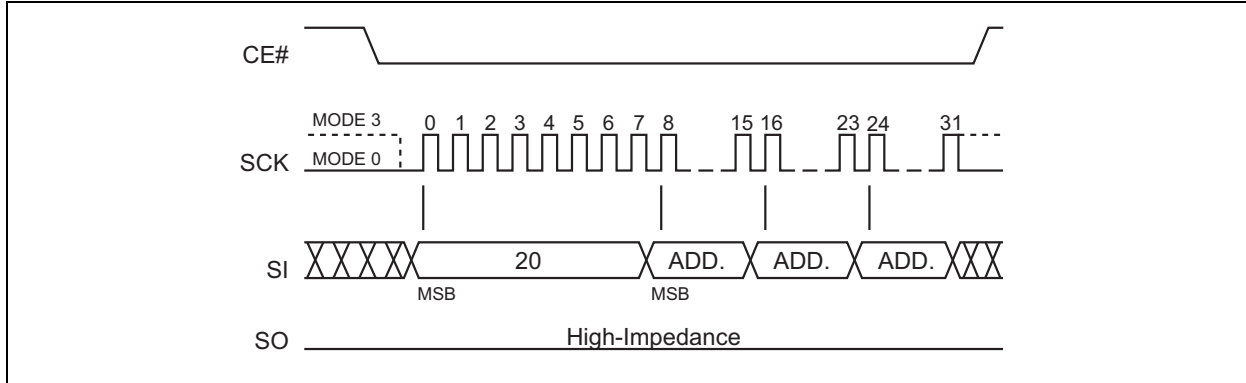 CE#
MODE 3
0 1 2 3 4 5 6 7 8 15 16 23 24 31
SCK
MODE 0
SI
20
ADD.
ADD.
ADD.
MSB
MSB
SO
High-Impedance